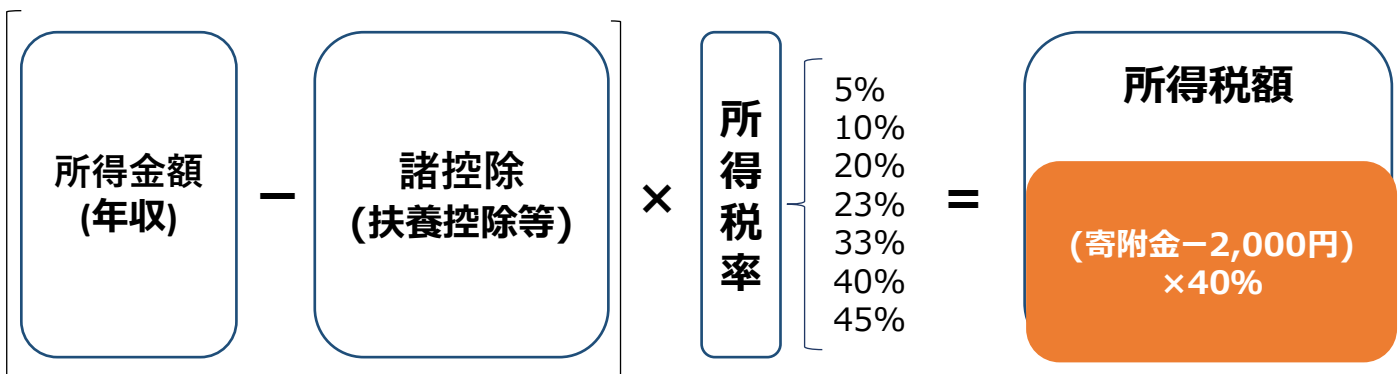 所得金額
(年収)
－
諸控除
(扶養控除等)
×
所得税率
5%
10%
20%
23%
33%
40%
45%
=
所得税額
(寄附金－2,000円)
×40%